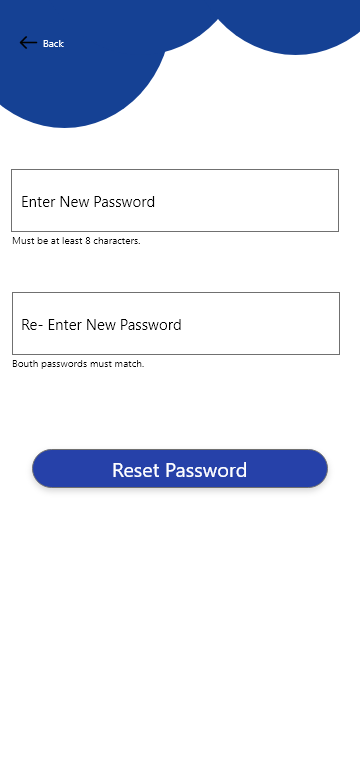 Back
Enter New Password
Must be at least 8 characters.
Re- Enter New Password
Bouth passwords must match.
Reset Password